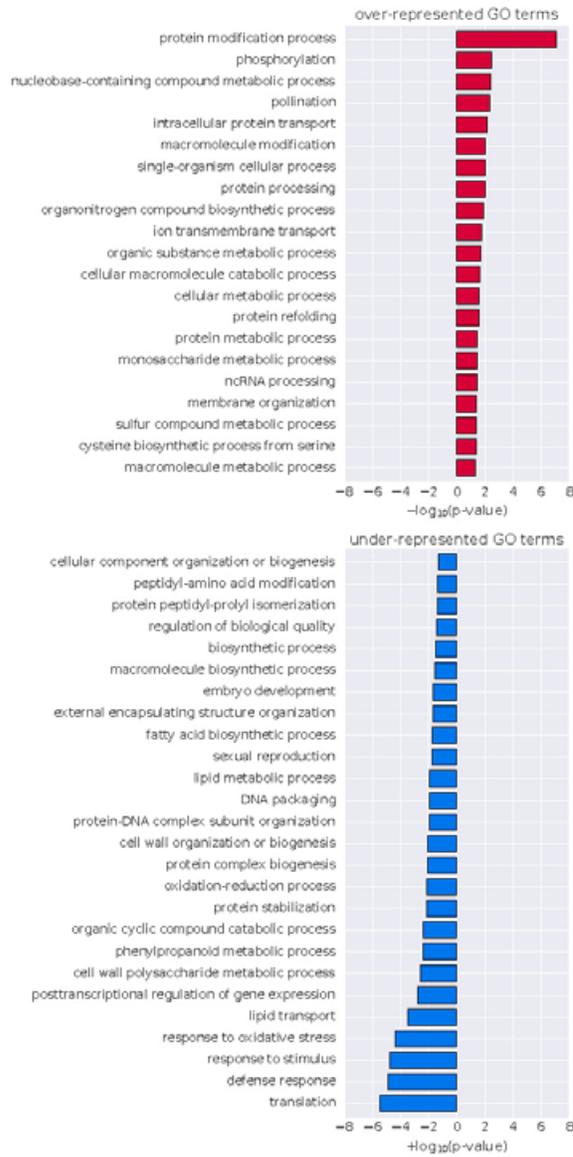 over-represented GO terms
protein modification process
phosphorylation
nucleobase-containing compound metabolic process
pollination
intracellular protein transport
macromolecule modification
single-organism cellular process
protein processing
organonitrogen compound biosynthetic process
ion transmembrane transport
organic substance metabolic process
cellular macromolecule catabolic process
cellular metabolic process
protein refolding
protein metabolic process
monosaccharide metabolic process
ncRNA processing
membrane organization
sulfur compound metabolic process
cysteine biosynthetic process from serine
macromolecule metabolic process
−8 −6 −4 −2 0 2 4 6 8
−log₁₀(p-value)
under-represented GO terms
cellular component organization or biogenesis
peptidyl-amino acid modification
protein peptidyl-prolyl isomerization
regulation of biological quality
biosynthetic process
macromolecule biosynthetic process
embryo development
external encapsulating structure organization
fatty acid biosynthetic process
sexual reproduction
lipid metabolic process
DNA packaging
protein-DNA complex subunit organization
cell wall organization or biogenesis
protein complex biogenesis
oxidation-reduction process
protein stabilization
organic cyclic compound catabolic process
phenylpropanoid metabolic process
cell wall polysaccharide metabolic process
posttranscriptional regulation of gene expression
lipid transport
response to oxidative stress
response to stimulus
defense response
translation
−8 −6 −4 −2 0 2 4 6 8
+log₁₀(p-value)